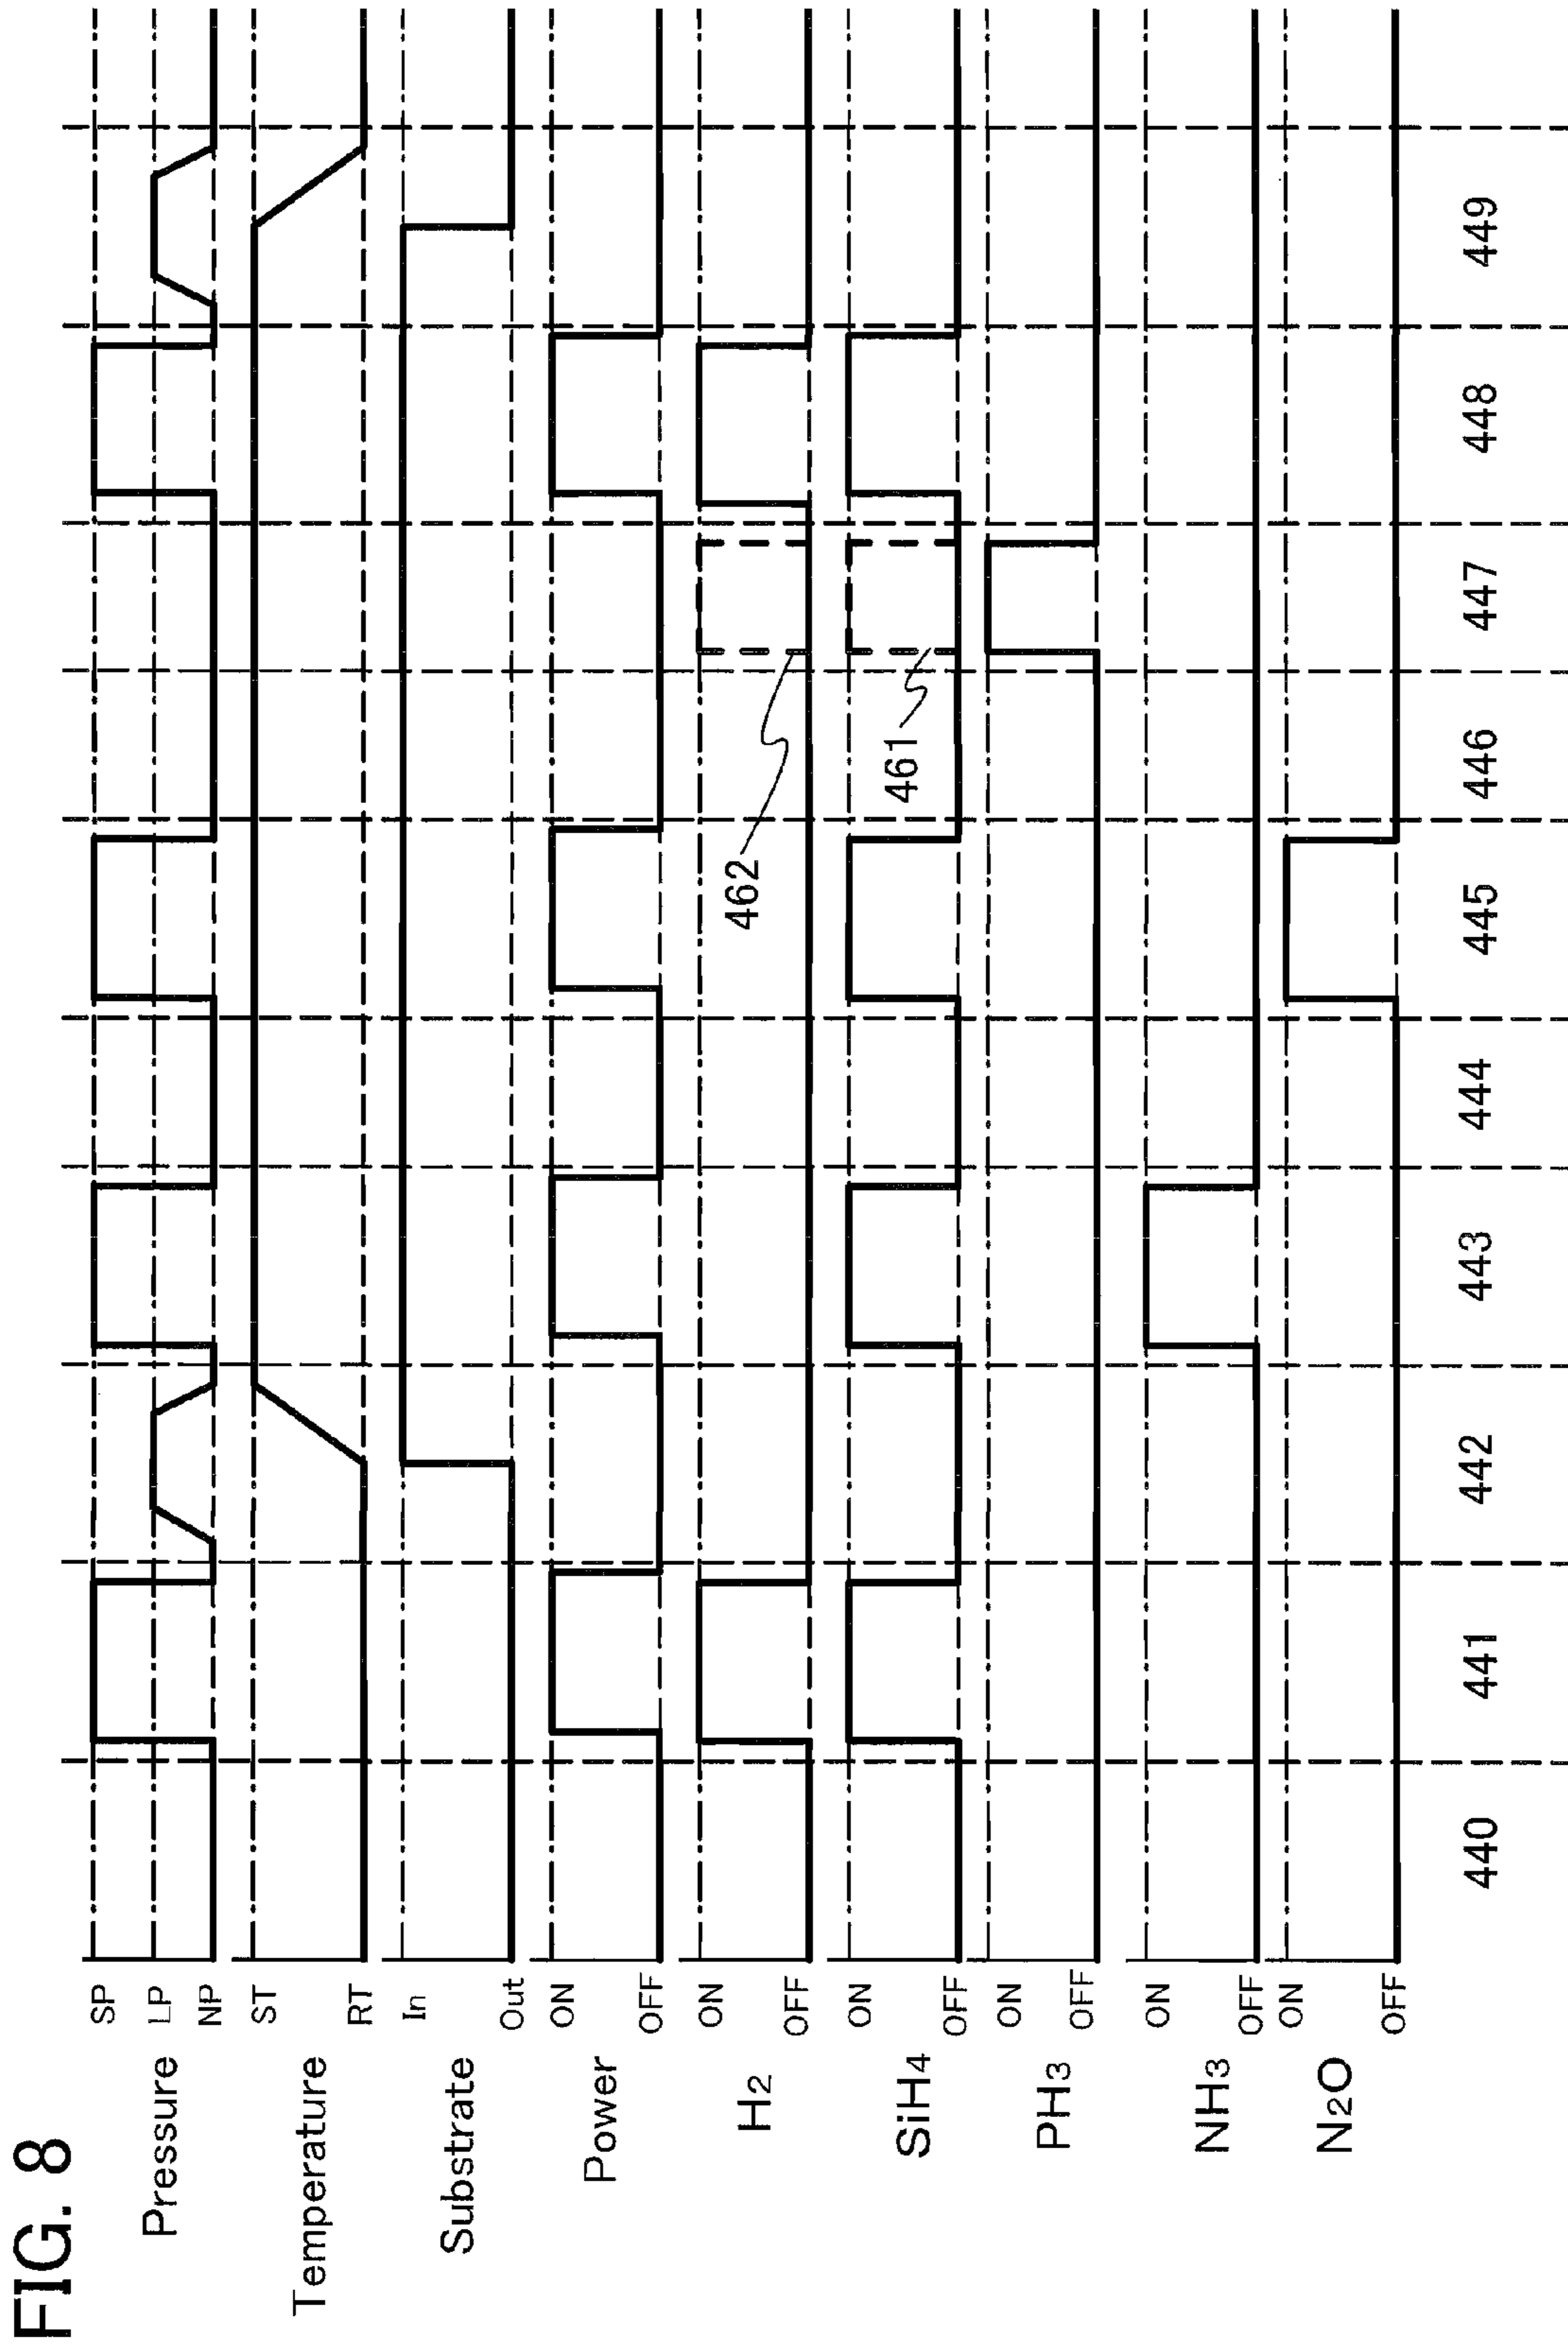 FIG. 8
Pressure
SP
LP
NP
Temperature
ST
RT
Substrate
In
Out
Power
ON
OFF
H2
ON
OFF
SiH4
ON
OFF
PH3
ON
OFF
NH3
ON
OFF
N2O
ON
OFF
462
461
440 441 442 443 444 445 446 447 448 449